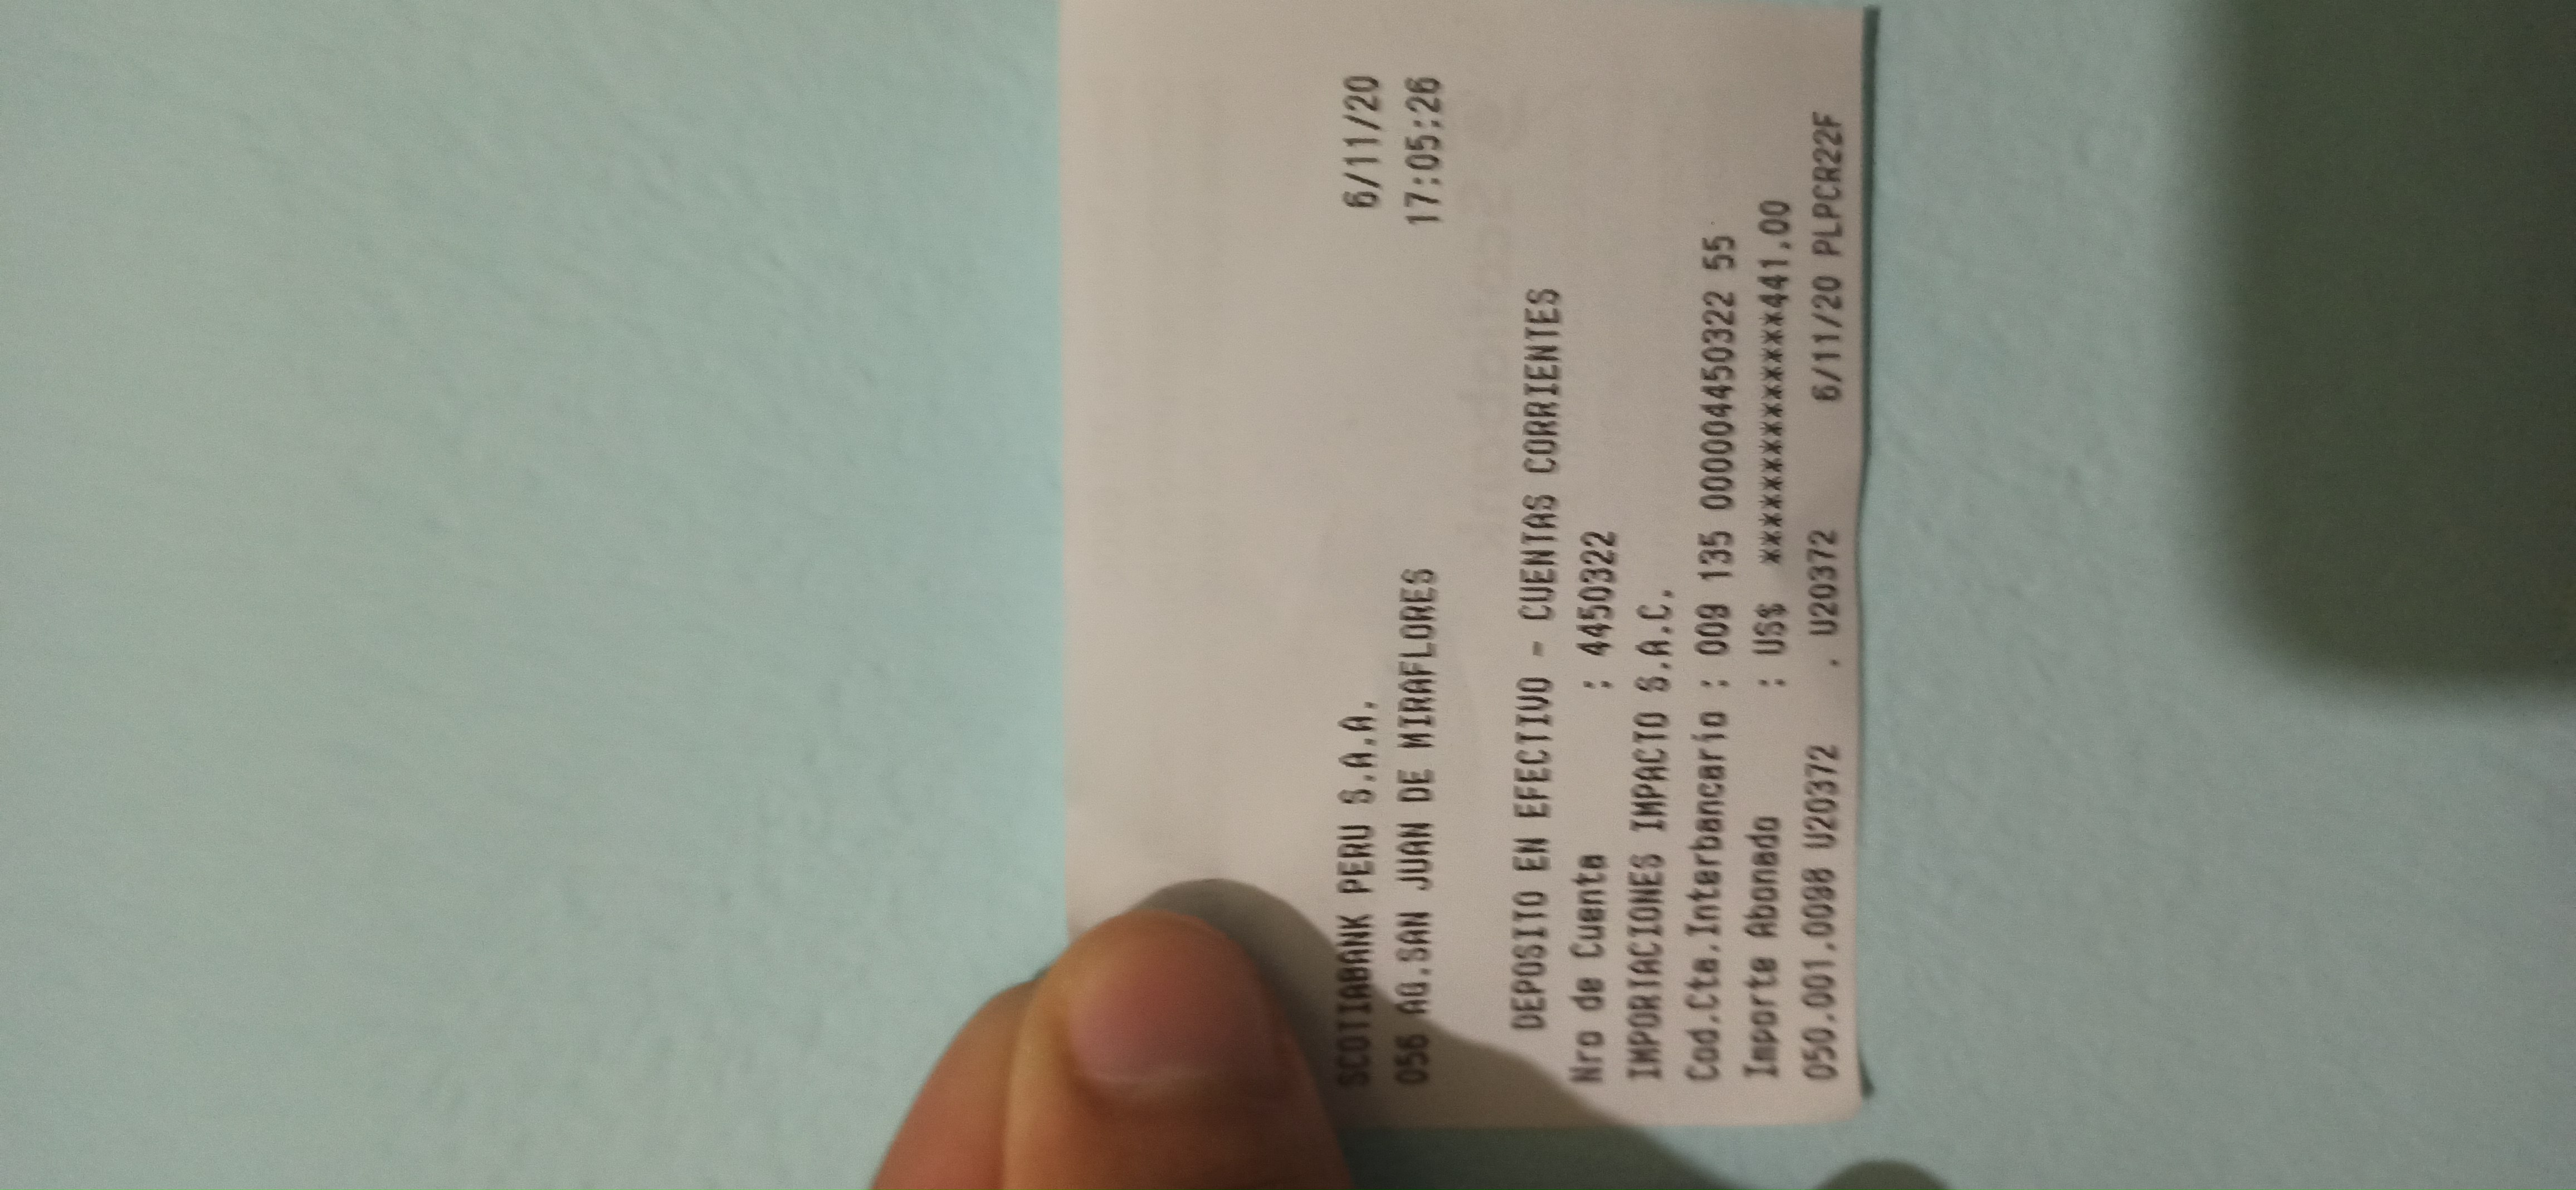 SCOTIABANK PERU S.A.A. 6/11/20
056 AG.SAN JUAN DE MIRAFLORES 17:05:26
DEPOSITO EN EFECTIVO - CUENTAS CORRIENTES
Nro de Cuenta : 4450322
IMPORTACIONES IMPACTO S.A.C.
Cod.Cta.Interbancario : 009 135 000004450322 55
Importe Abonado : US$ ***************441.00
050.001.0098 U20372 . U20372 6/11/20 PLPCR22F